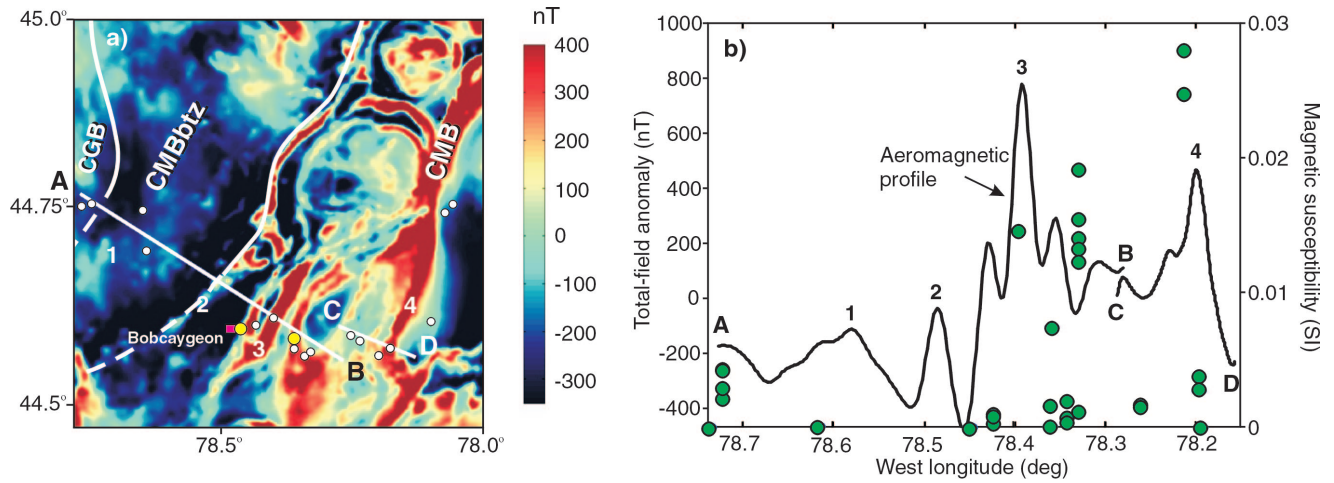 45.0°
44.75°
44.5°
78.5°
78.0°
a)
CGB
CMBbtz
CMB
A
1
2
Bobcaygeon
3
4
C
D
B
nT
400
300
200
100
0
-100
-200
-300
b)
1000
800
600
400
200
0
-200
-400
Total-field anomaly (nT)
A
1
2
3
Aeromagnetic
profile
B
C
4
D
0.03
0.02
0.01
0
Magnetic susceptibility (SI)
78.7
78.6
78.5
78.4
78.3
78.2
West longitude (deg)